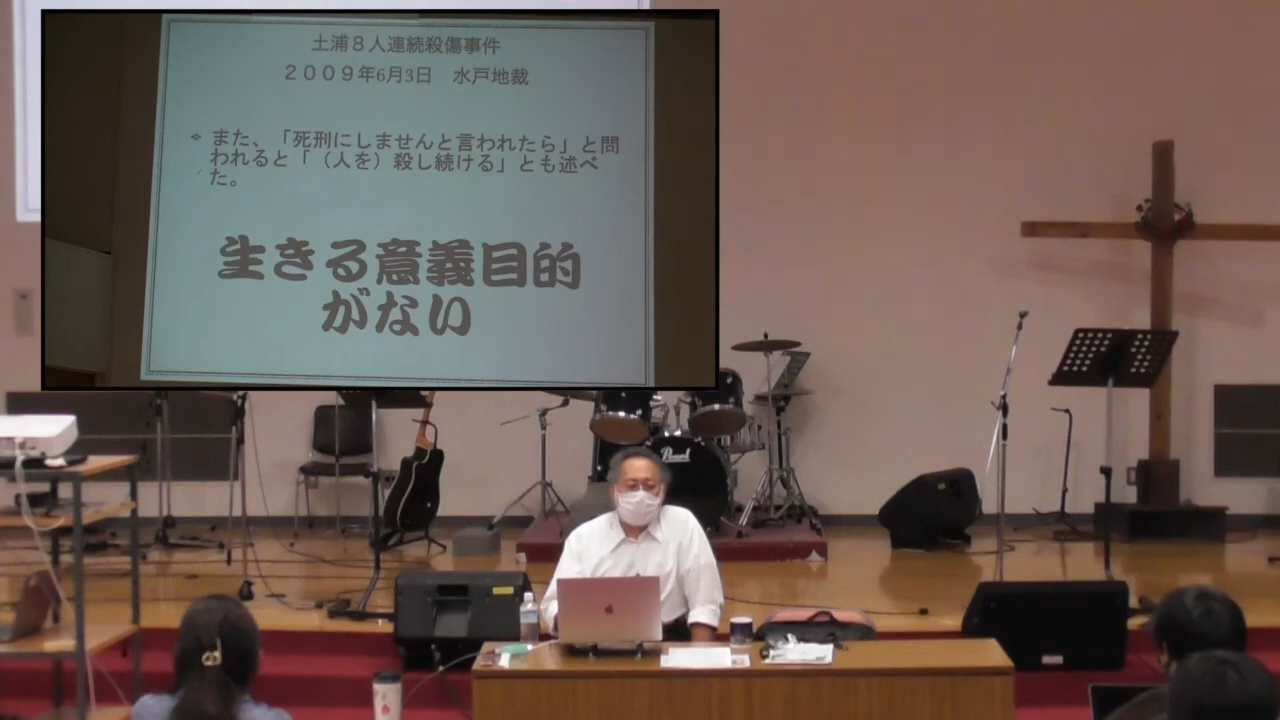 土浦８人連続殺傷事件
２００９年6月3日　水戸地裁
また、「死刑にしませんと言われたら」と問
われると「（人を）殺し続ける」とも述べ
た。
生きる意義目的
がない
Pearl